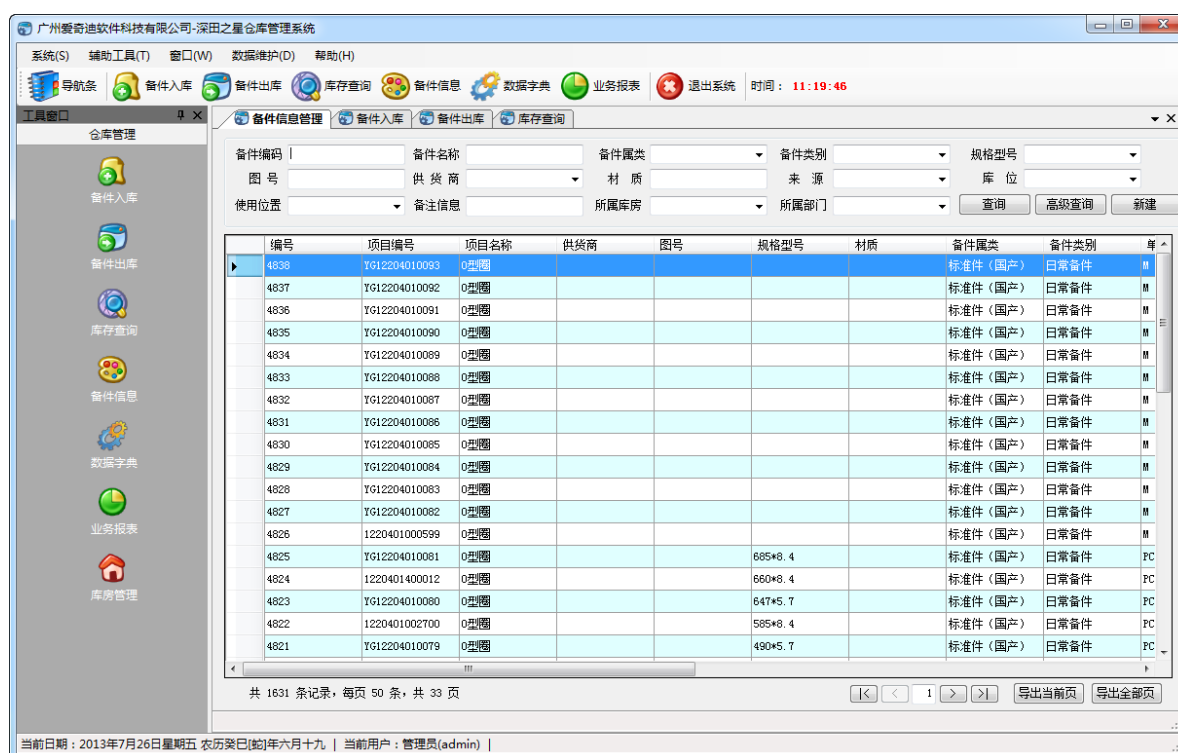 广州爱奇迪软件科技有限公司-深田之星仓库管理系统
系统(S) 辅助工具(T) 窗口(W) 数据维护(D) 帮助(H)
导航条 备件入库 备件出库 库存查询 备件信息 数据字典 业务报表 退出系统 时间: 11:19:46
工具窗口
仓库管理
备件入库
备件出库
库存查询
备件信息
数据字典
业务报表
库房管理
备件信息管理 备件入库 备件出库 库存查询
备件编码 备件名称 备件属类 备件类别 规格型号
图号 供货商 材质 来源 库位
使用位置 备注信息 所属库房 所属部门 查询 高级查询 新建
编号 项目编号 项目名称 供货商 图号 规格型号 材质 备件属类 备件类别 单
4838 YG12204010093 O型圈 标准件(国产) 日常备件 M
4837 YG12204010092 O型圈 标准件(国产) 日常备件 M
4836 YG12204010091 O型圈 标准件(国产) 日常备件 M
4835 YG12204010090 O型圈 标准件(国产) 日常备件 M
4834 YG12204010089 O型圈 标准件(国产) 日常备件 M
4833 YG12204010088 O型圈 标准件(国产) 日常备件 M
4832 YG12204010087 O型圈 标准件(国产) 日常备件 M
4831 YG12204010086 O型圈 标准件(国产) 日常备件 M
4830 YG12204010085 O型圈 标准件(国产) 日常备件 M
4829 YG12204010084 O型圈 标准件(国产) 日常备件 M
4828 YG12204010083 O型圈 标准件(国产) 日常备件 M
4827 YG12204010082 O型圈 标准件(国产) 日常备件 M
4826 1220401000599 O型圈 标准件(国产) 日常备件 M
4825 YG12204010081 O型圈 685*8.4 标准件(国产) 日常备件 PC
4824 1220401400012 O型圈 660*8.4 标准件(国产) 日常备件 PC
4823 YG12204010080 O型圈 647*5.7 标准件(国产) 日常备件 PC
4822 1220401002700 O型圈 585*8.4 标准件(国产) 日常备件 PC
4821 YG12204010079 O型圈 490*5.7 标准件(国产) 日常备件 PC
共 1631 条记录，每页 50 条，共 33 页 |< < 1 > >| 导出当前页 导出全部页
当前日期：2013年7月26日星期五 农历癸巳[蛇]年六月十九 | 当前用户：管理员(admin) |